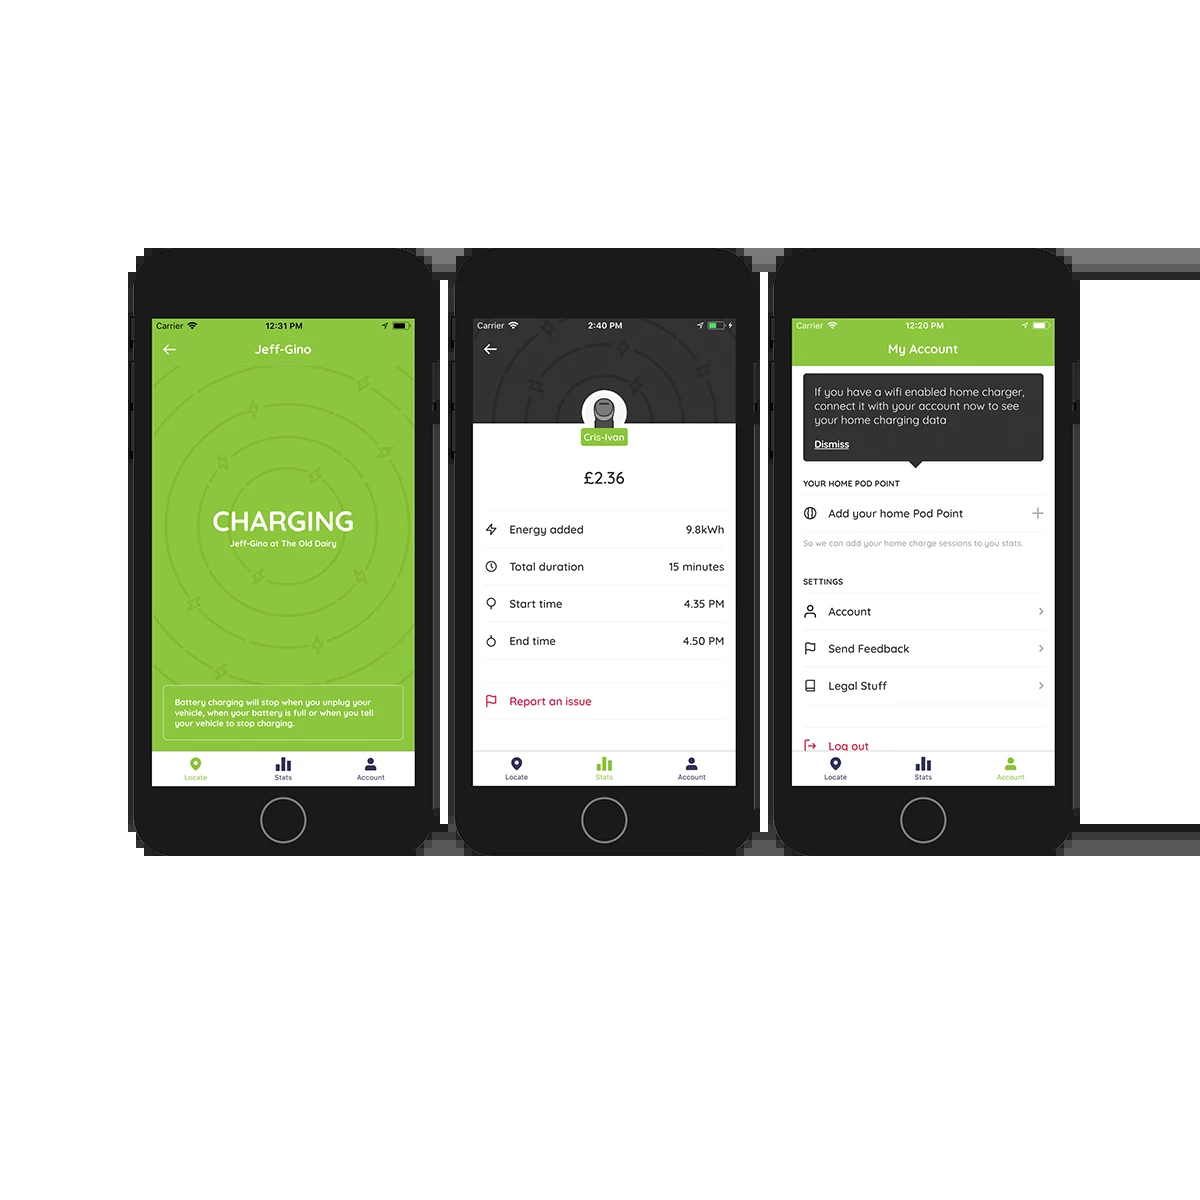 Carrier 12:31 PM
Jeff-Gino
CHARGING
Jeff-Gino at The Old Dairy
Battery charging will stop when you unplug your
vehicle, when your battery is full or when you tell
your vehicle to stop charging.
Locate Stats Account
Carrier 2:40 PM
Cris-Ivan
£2.36
Energy added 9.8kWh
Total duration 15 minutes
Start time 4.35 PM
End time 4.50 PM
Report an issue
Locate Stats Account
Carrier 12:20 PM
My Account
If you have a wifi enabled home charger,
connect it with your account now to see
your home charging data
Dismiss
YOUR HOME POD POINT
Add your home Pod Point
So we can add your home charge sessions to you stats.
SETTINGS
Account
Send Feedback
Legal Stuff
Log out
Locate Stats Account